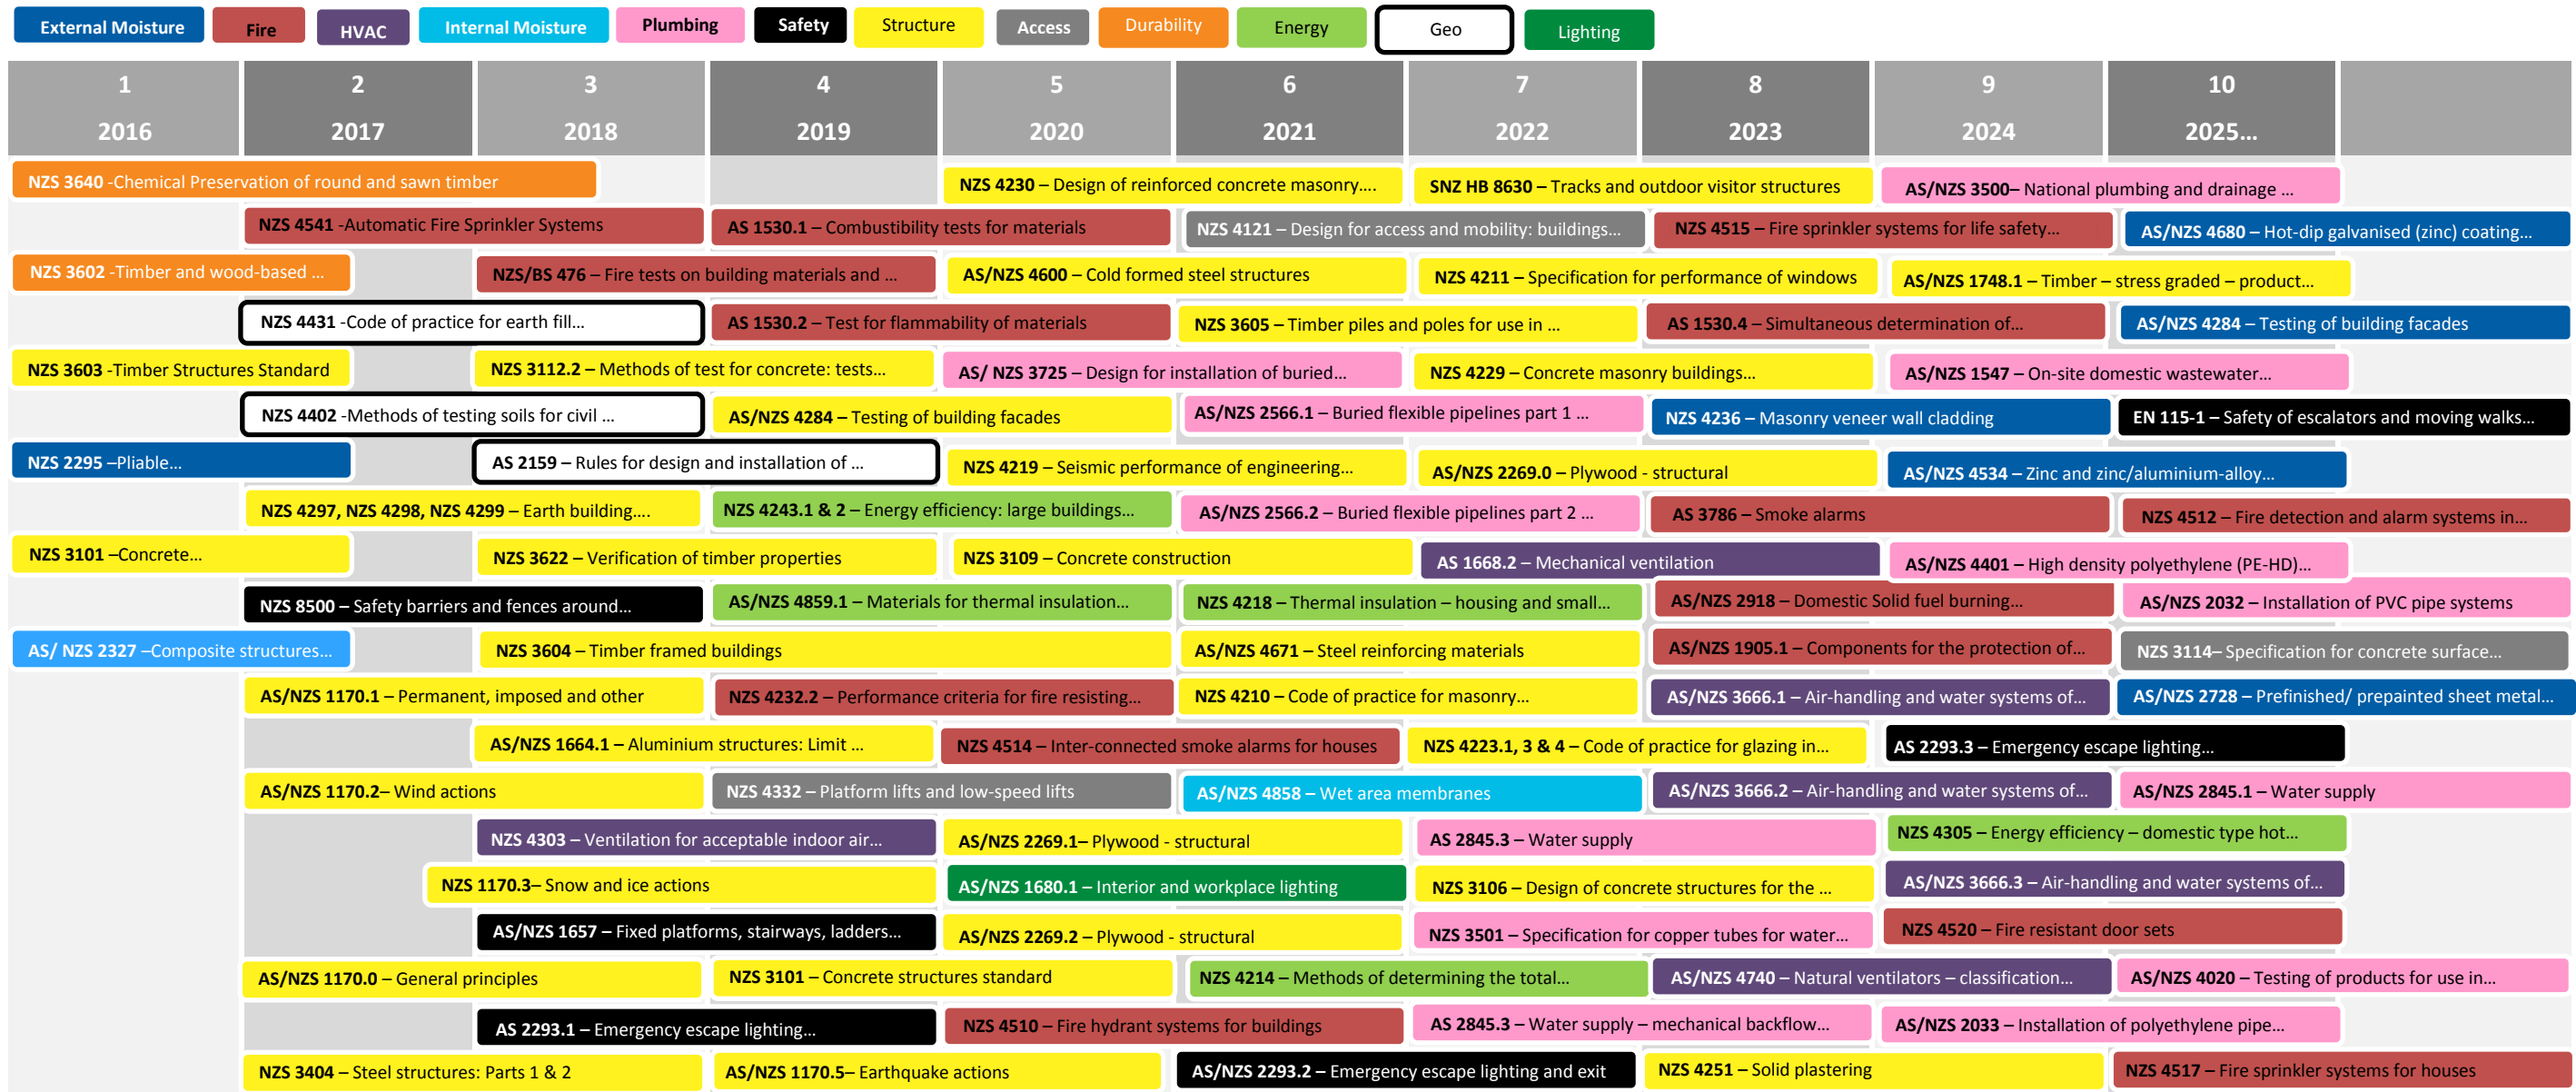 External Moisture
Fire
HVAC
Internal Moisture
Plumbing
Safety
Structure
Access
Durability
Energy
Geo
Lighting
1 2 3 4 5 6 7 8 9 10
2016 2017 2018 2019 2020 2021 2022 2023 2024 2025...
NZS 3640 -Chemical Preservation of round and sawn timber
NZS 4230 – Design of reinforced concrete masonry....
SNZ HB 8630 – Tracks and outdoor visitor structures
AS/NZS 3500– National plumbing and drainage ...
NZS 4541 -Automatic Fire Sprinkler Systems
AS 1530.1 – Combustibility tests for materials
NZS 4121 – Design for access and mobility: buildings...
NZS 4515 – Fire sprinkler systems for life safety...
AS/NZS 4680 – Hot-dip galvanised (zinc) coating...
NZS 3602 -Timber and wood-based ...
NZS/BS 476 – Fire tests on building materials and ...
AS/NZS 4600 – Cold formed steel structures
NZS 4211 – Specification for performance of windows
AS/NZS 1748.1 – Timber – stress graded – product...
NZS 4431 -Code of practice for earth fill...
AS 1530.2 – Test for flammability of materials
NZS 3605 – Timber piles and poles for use in ...
AS 1530.4 – Simultaneous determination of...
AS/NZS 4284 – Testing of building facades
NZS 3603 -Timber Structures Standard
NZS 3112.2 – Methods of test for concrete: tests...
AS/ NZS 3725 – Design for installation of buried...
NZS 4229 – Concrete masonry buildings...
AS/NZS 1547 – On-site domestic wastewater...
NZS 4402 -Methods of testing soils for civil ...
AS/NZS 4284 – Testing of building facades
AS/NZS 2566.1 – Buried flexible pipelines part 1 ...
NZS 4236 – Masonry veneer wall cladding
EN 115-1 – Safety of escalators and moving walks...
NZS 2295 –Pliable...
AS 2159 – Rules for design and installation of ...
NZS 4219 – Seismic performance of engineering...
AS/NZS 2269.0 – Plywood - structural
AS/NZS 4534 – Zinc and zinc/aluminium-alloy...
NZS 4297, NZS 4298, NZS 4299 – Earth building....
NZS 4243.1 & 2 – Energy efficiency: large buildings...
AS/NZS 2566.2 – Buried flexible pipelines part 2 ...
AS 3786 – Smoke alarms
NZS 4512 – Fire detection and alarm systems in...
NZS 3101 –Concrete...
NZS 3622 – Verification of timber properties
NZS 3109 – Concrete construction
AS 1668.2 – Mechanical ventilation
AS/NZS 4401 – High density polyethylene (PE-HD)...
NZS 8500 – Safety barriers and fences around...
AS/NZS 4859.1 – Materials for thermal insulation...
NZS 4218 – Thermal insulation – housing and small...
AS/NZS 2918 – Domestic Solid fuel burning...
AS/NZS 2032 – Installation of PVC pipe systems
AS/ NZS 2327 –Composite structures...
NZS 3604 – Timber framed buildings
AS/NZS 4671 – Steel reinforcing materials
AS/NZS 1905.1 – Components for the protection of...
NZS 3114– Specification for concrete surface...
AS/NZS 1170.1 – Permanent, imposed and other
NZS 4232.2 – Performance criteria for fire resisting...
NZS 4210 – Code of practice for masonry...
AS/NZS 3666.1 – Air-handling and water systems of...
AS/NZS 2728 – Prefinished/ prepainted sheet metal...
AS/NZS 1664.1 – Aluminium structures: Limit ...
NZS 4514 – Inter-connected smoke alarms for houses
NZS 4223.1, 3 & 4 – Code of practice for glazing in...
AS 2293.3 – Emergency escape lighting...
AS/NZS 1170.2– Wind actions
NZS 4332 – Platform lifts and low-speed lifts
AS/NZS 4858 – Wet area membranes
AS/NZS 3666.2 – Air-handling and water systems of...
AS/NZS 2845.1 – Water supply
NZS 4303 – Ventilation for acceptable indoor air...
AS/NZS 2269.1– Plywood - structural
AS 2845.3 – Water supply
NZS 4305 – Energy efficiency – domestic type hot...
NZS 1170.3– Snow and ice actions
AS/NZS 1680.1 – Interior and workplace lighting
NZS 3106 – Design of concrete structures for the ...
AS/NZS 3666.3 – Air-handling and water systems of...
AS/NZS 1657 – Fixed platforms, stairways, ladders...
AS/NZS 2269.2 – Plywood - structural
NZS 3501 – Specification for copper tubes for water...
NZS 4520 – Fire resistant door sets
AS/NZS 1170.0 – General principles
NZS 3101 – Concrete structures standard
NZS 4214 – Methods of determining the total...
AS/NZS 4740 – Natural ventilators – classification...
AS/NZS 4020 – Testing of products for use in...
AS 2293.1 – Emergency escape lighting...
NZS 4510 – Fire hydrant systems for buildings
AS 2845.3 – Water supply – mechanical backflow...
AS/NZS 2033 – Installation of polyethylene pipe...
NZS 3404 – Steel structures: Parts 1 & 2
AS/NZS 1170.5– Earthquake actions
AS/NZS 2293.2 – Emergency escape lighting and exit
NZS 4251 – Solid plastering
NZS 4517 – Fire sprinkler systems for houses